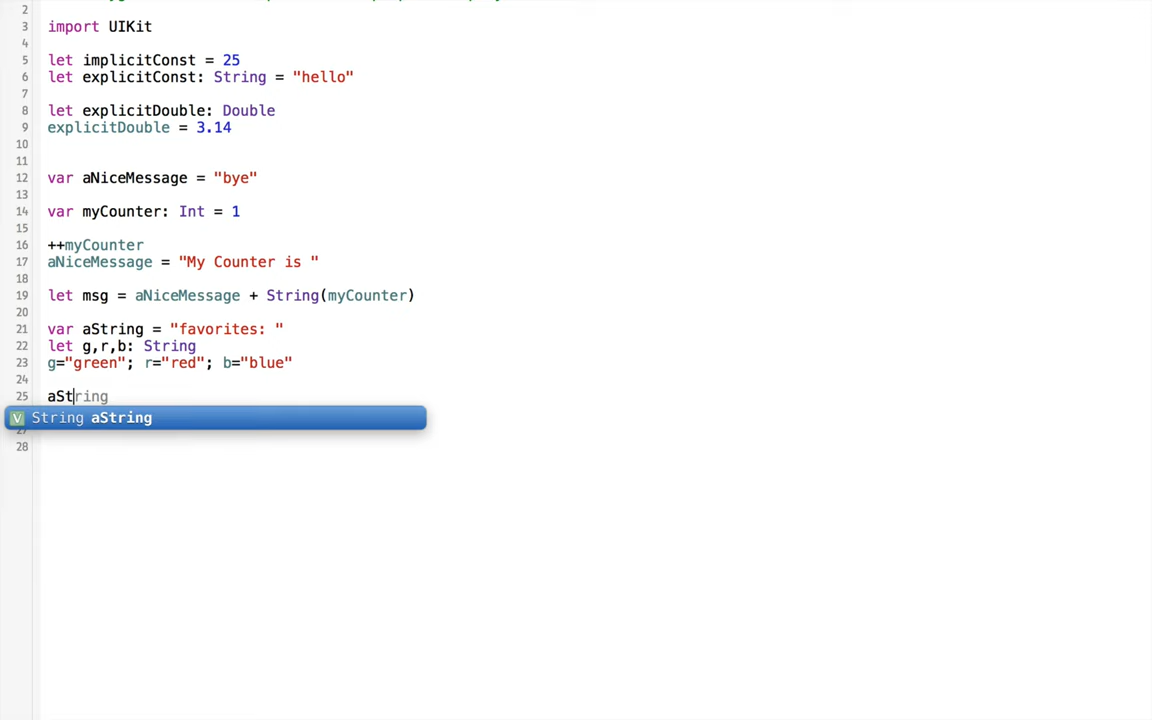 2
3 import UIKit
4
5 let implicitConst = 25
6 let explicitConst: String = "hello"
7
8 let explicitDouble: Double
9 explicitDouble = 3.14
10
11
12 var aNiceMessage = "bye"
13
14 var myCounter: Int = 1
15
16 ++myCounter
17 aNiceMessage = "My Counter is "
18
19 let msg = aNiceMessage + String(myCounter)
20
21 var aString = "favorites: "
22 let g,r,b: String
23 g="green"; r="red"; b="blue"
24
25 aString
V String aString
28